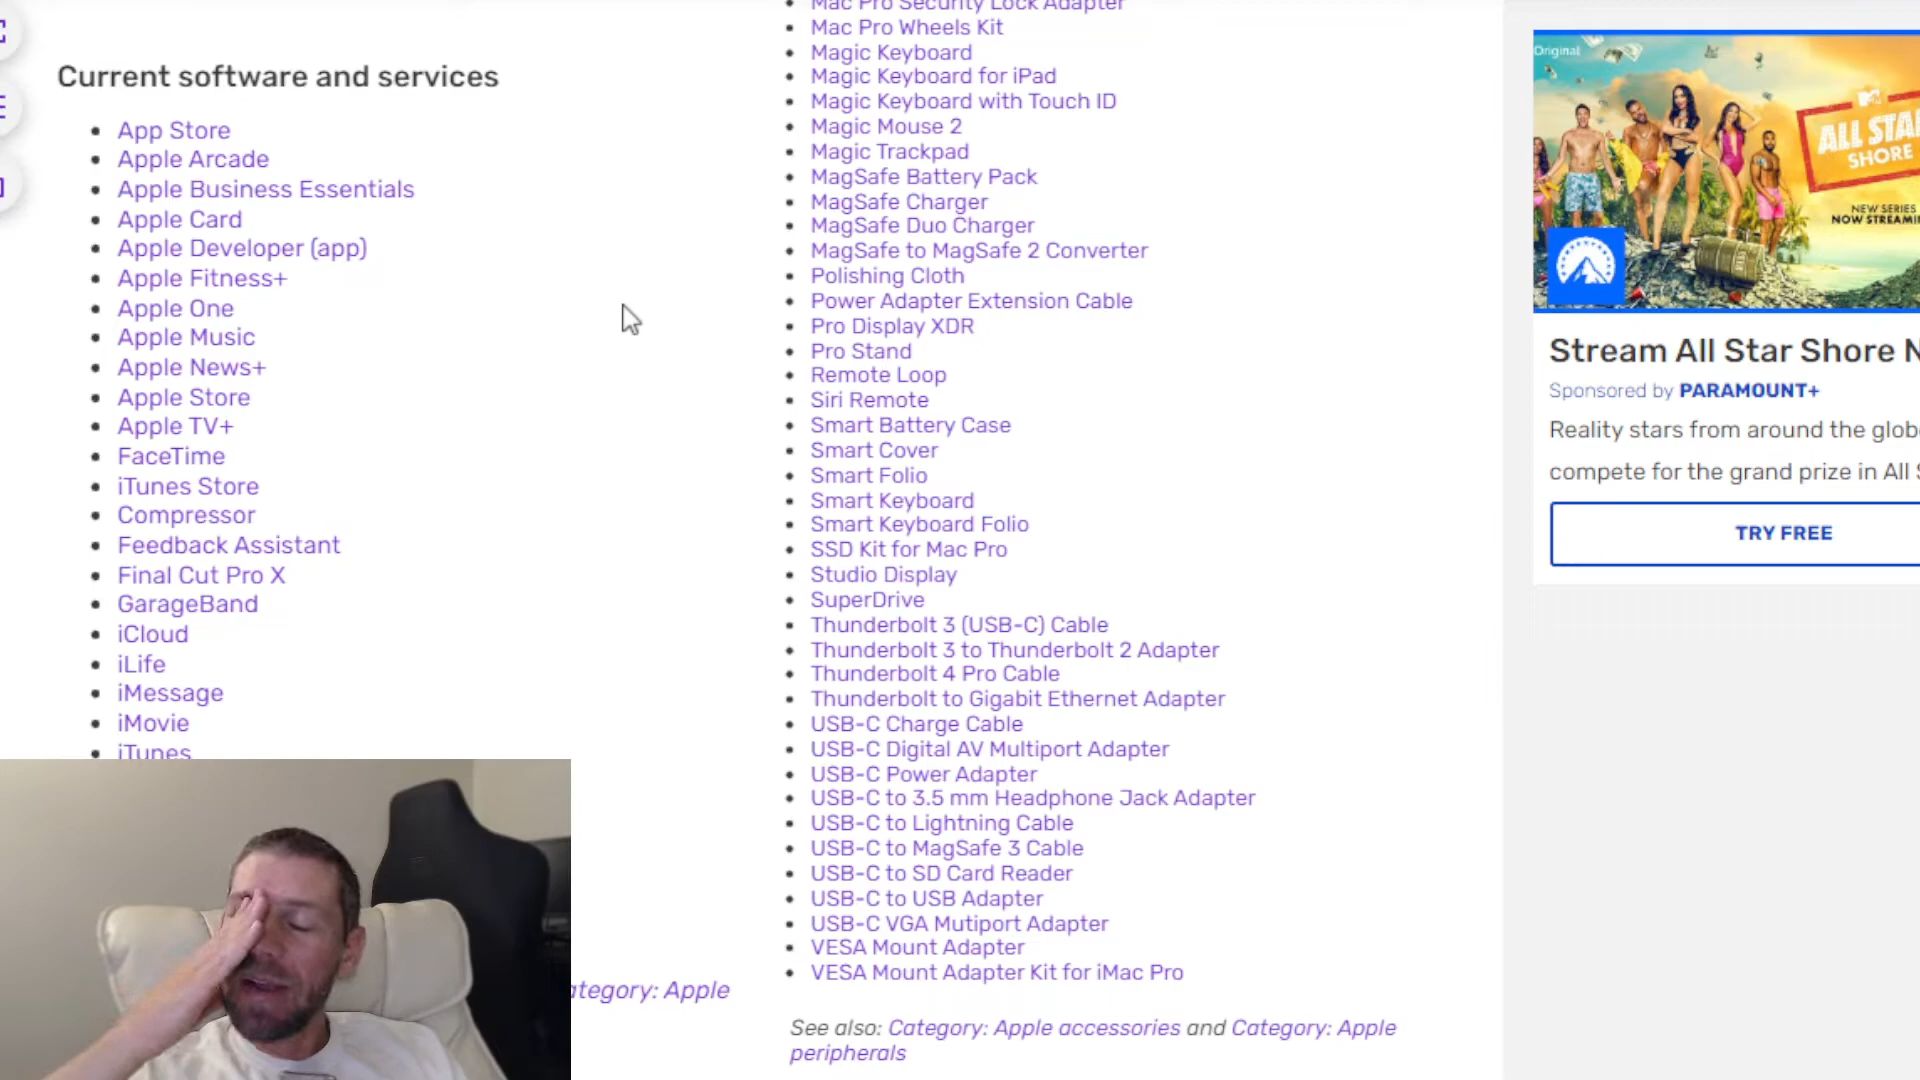 Current software and services
App Store
Apple Arcade
Apple Business Essentials
Apple Card
Apple Developer (app)
Apple Fitness+
Apple One
Apple Music
Apple News+
Apple Store
Apple TV+
FaceTime
iTunes Store
Compressor
Feedback Assistant
Final Cut Pro X
GarageBand
iCloud
iLife
iMessage
iMovie
iTunes
ategory: Apple
Mac Pro Security Lock Adapter
Mac Pro Wheels Kit
Magic Keyboard
Magic Keyboard for iPad
Magic Keyboard with Touch ID
Magic Mouse 2
Magic Trackpad
MagSafe Battery Pack
MagSafe Charger
MagSafe Duo Charger
MagSafe to MagSafe 2 Converter
Polishing Cloth
Power Adapter Extension Cable
Pro Display XDR
Pro Stand
Remote Loop
Siri Remote
Smart Battery Case
Smart Cover
Smart Folio
Smart Keyboard
Smart Keyboard Folio
SSD Kit for Mac Pro
Studio Display
SuperDrive
Thunderbolt 3 (USB-C) Cable
Thunderbolt 3 to Thunderbolt 2 Adapter
Thunderbolt 4 Pro Cable
Thunderbolt to Gigabit Ethernet Adapter
USB-C Charge Cable
USB-C Digital AV Multiport Adapter
USB-C Power Adapter
USB-C to 3.5 mm Headphone Jack Adapter
USB-C to Lightning Cable
USB-C to MagSafe 3 Cable
USB-C to SD Card Reader
USB-C to USB Adapter
USB-C VGA Mutiport Adapter
VESA Mount Adapter
VESA Mount Adapter Kit for iMac Pro
See also: Category: Apple accessories and Category: Apple
peripherals
Original
ALL STA
SHORE
NEW SERIES
NOW STREAMI
Stream All Star Shore N
Sponsored by PARAMOUNT+
Reality stars from around the glob
compete for the grand prize in All S
TRY FREE